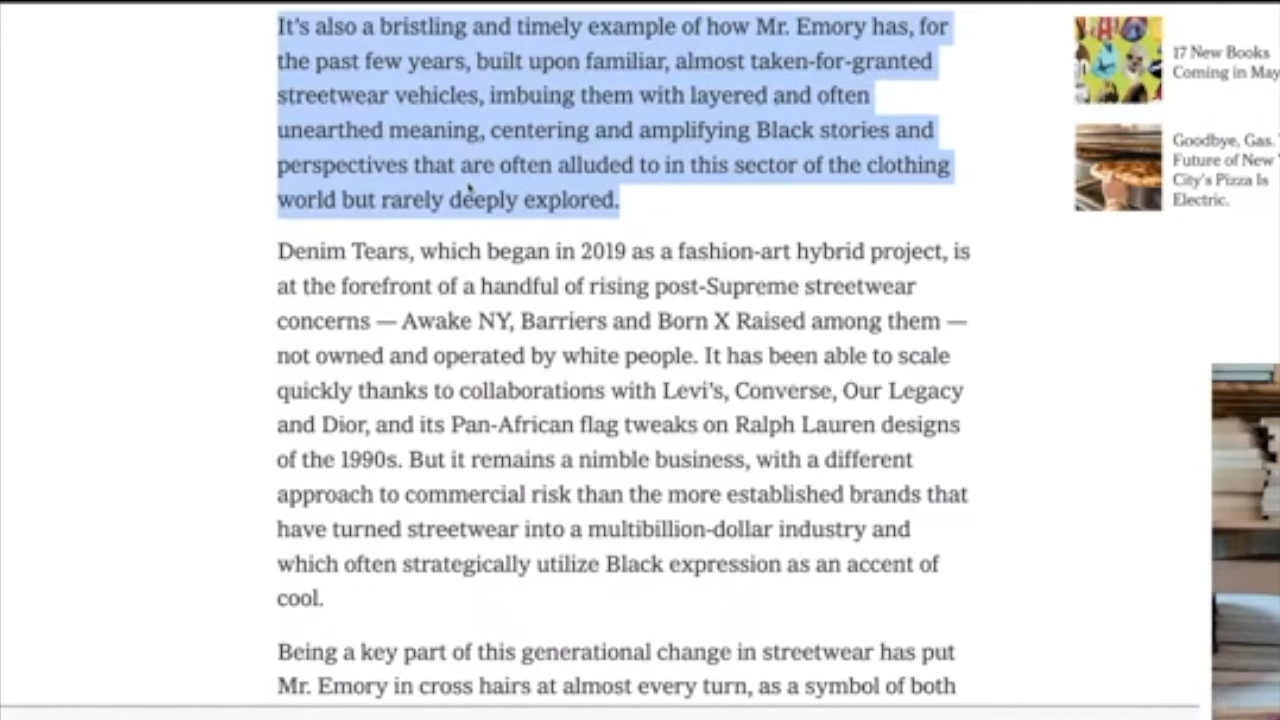 It's also a bristling and timely example of how Mr. Emory has, for
the past few years, built upon familiar, almost taken-for-granted
streetwear vehicles, imbuing them with layered and often
unearthed meaning, centering and amplifying Black stories and
perspectives that are often alluded to in this sector of the clothing
world but rarely deeply explored.
Denim Tears, which began in 2019 as a fashion-art hybrid project, is
at the forefront of a handful of rising post-Supreme streetwear
concerns — Awake NY, Barriers and Born X Raised among them —
not owned and operated by white people. It has been able to scale
quickly thanks to collaborations with Levi's, Converse, Our Legacy
and Dior, and its Pan-African flag tweaks on Ralph Lauren designs
of the 1990s. But it remains a nimble business, with a different
approach to commercial risk than the more established brands that
have turned streetwear into a multibillion-dollar industry and
which often strategically utilize Black expression as an accent of
cool.
Being a key part of this generational change in streetwear has put
Mr. Emory in cross hairs at almost every turn, as a symbol of both
17 New Books
Coming in May
Goodbye, Gas.
Future of New
City's Pizza Is
Electric.